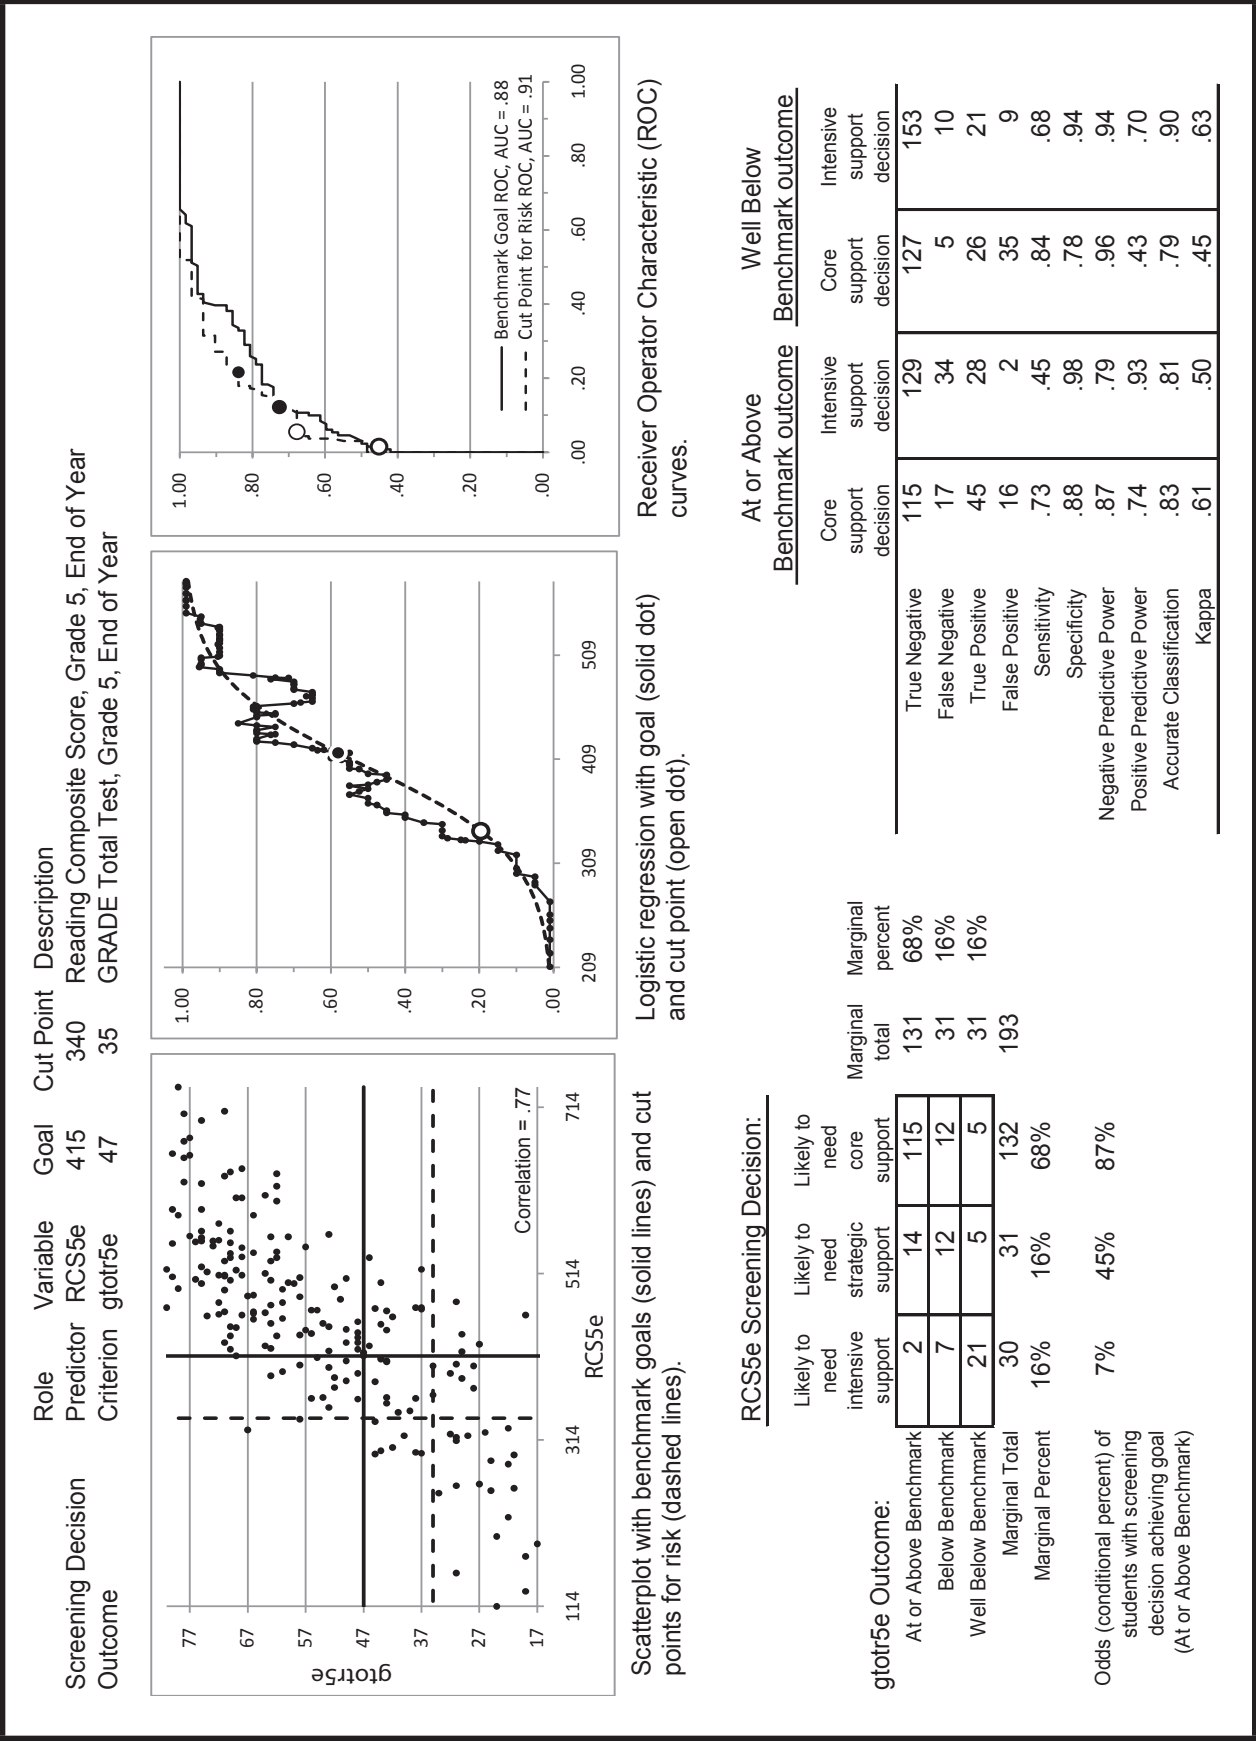 Role Variable Goal Cut Point Description
Screening Decision Predictor RCS5e 415 340 Reading Composite Score, Grade 5, End of Year
Outcome Criterion gtotr5e 47 35 GRADE Total Test, Grade 5, End of Year
gtotr5e
77
67
57
47
37
27
17
114 314 514 714
RCS5e
Correlation = .77
Scatterplot with benchmark goals (solid lines) and cut
points for risk (dashed lines).
1.00
.80
.60
.40
.20
.00
209 309 409 509
Logistic regression with goal (solid dot)
and cut point (open dot).
1.00
.80
.60
.40
.20
.00
.00 .20 .40 .60 .80 1.00
Benchmark Goal ROC, AUC = .88
Cut Point for Risk ROC, AUC = .91
Receiver Operator Characteristic (ROC)
curves.
RCS5e Screening Decision:
gtotr5e Outcome:
Likely to need intensive support
Likely to need strategic support
Likely to need core support
Marginal total
Marginal percent
At or Above Benchmark 2 14 115 131 68%
Below Benchmark 7 12 12 31 16%
Well Below Benchmark 21 5 5 31 16%
Marginal Total 30 31 132 193
Marginal Percent 16% 16% 68%
Odds (conditional percent) of 7% 45% 87%
students with screening
decision achieving goal
(At or Above Benchmark)
At or Above Well Below
Benchmark outcome Benchmark outcome
Core Intensive Core Intensive
support support support support
decision decision decision decision
True Negative 115 129 127 153
False Negative 17 34 5 10
True Positive 45 28 26 21
False Positive 16 2 35 9
Sensitivity .73 .45 .84 .68
Specificity .88 .98 .78 .94
Negative Predictive Power .87 .79 .96 .94
Positive Predictive Power .74 .93 .43 .70
Accurate Classification .83 .81 .79 .90
Kappa .61 .50 .45 .63